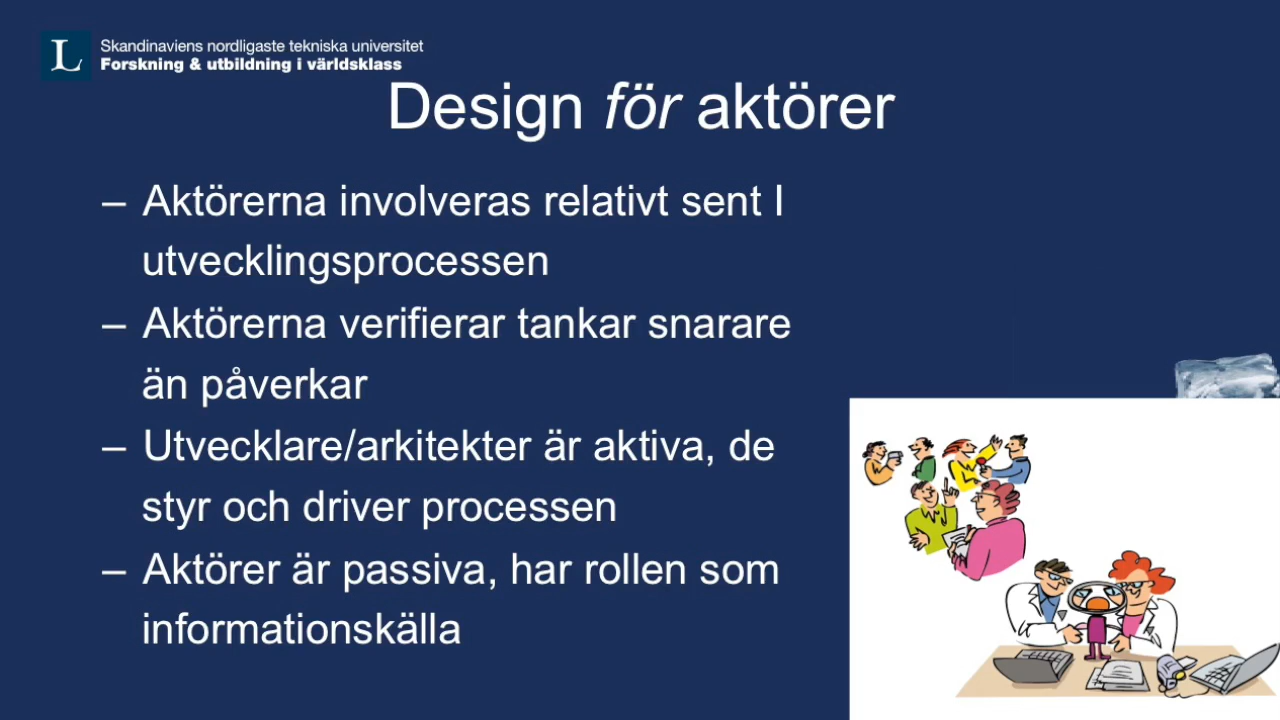 L
Skandinaviens nordligaste tekniska universitet
Forskning & utbildning i världsklass
Design för aktörer
– Aktörerna involveras relativt sent I
utvecklingsprocessen
– Aktörerna verifierar tankar snarare
än påverkar
– Utvecklare/arkitekter är aktiva, de
styr och driver processen
– Aktörer är passiva, har rollen som
informationskälla